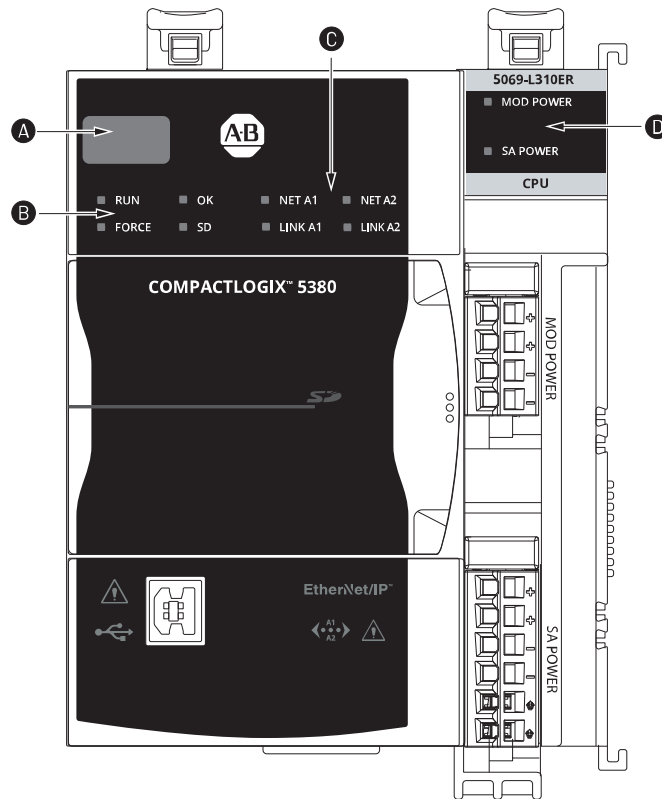 C
5069-L310ER
MOD POWER
A
A·B
D
SA POWER
CPU
RUN OK NET A1 NET A2
B
FORCE SD LINK A1 LINK A2
COMPACTLOGIX™ 5380
MOD POWER
+
+
−
−
SD
EtherNet/IP™
A1
A2
SA POWER
+
+
−
−